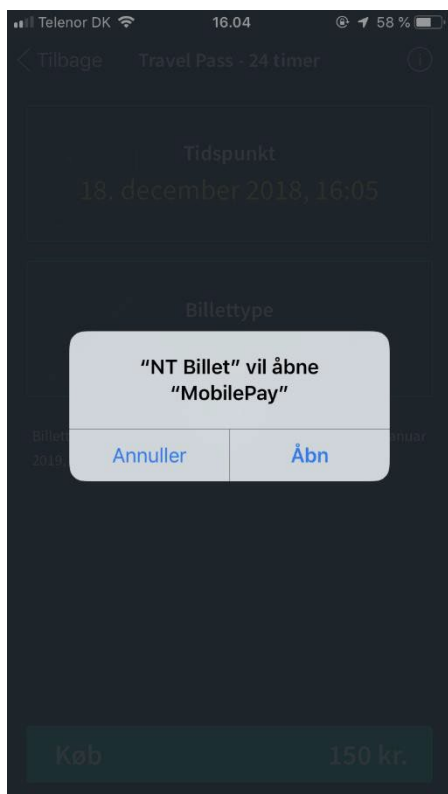 Telenor DK 16.04 58 %
Tilbage Travel Pass - 24 timer
Tidspunkt
18. december 2018, 16:05
Billettype
“NT Billet” vil åbne
“MobilePay”
Annuller Åbn
2019,
Køb 150 kr.